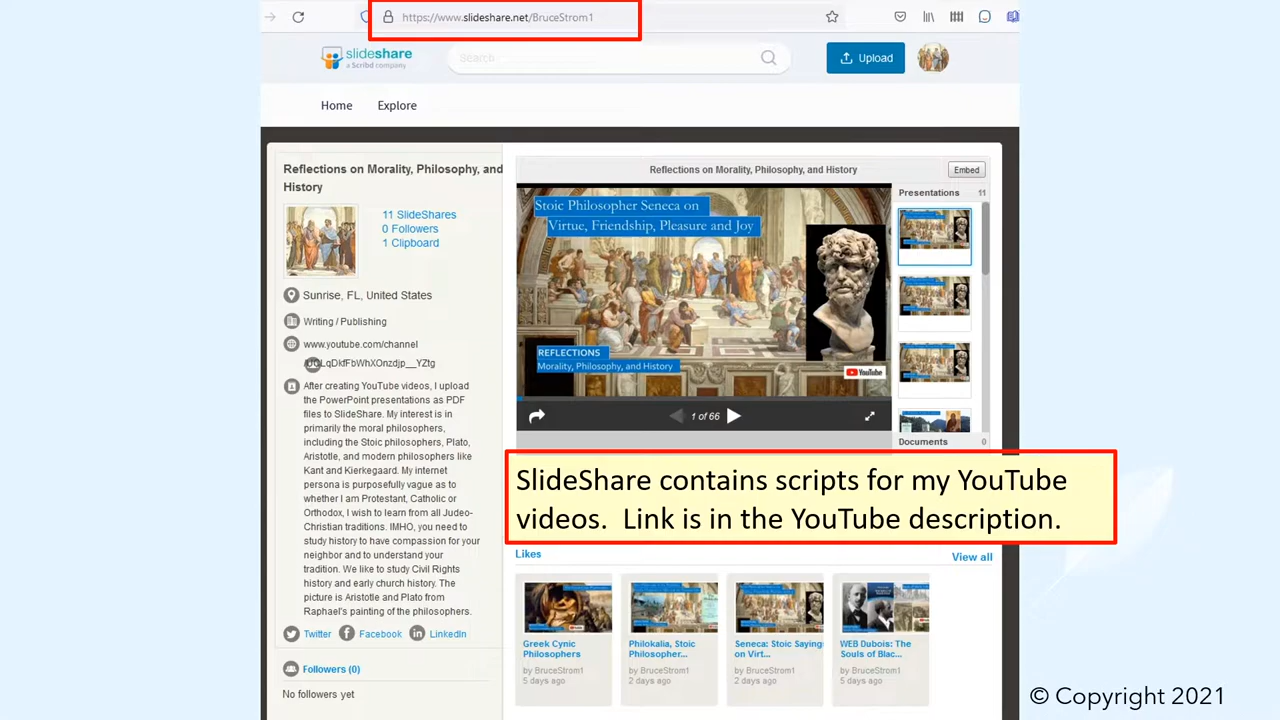 https://www.slideshare.net/BruceStrom1
slideshare
a Scribd company
Search
Upload
Home
Explore
Reflections on Morality, Philosophy, and
History
11 SlideShares
0 Followers
1 Clipboard
Sunrise, FL, United States
Writing / Publishing
www.youtube.com/channel
LqDkfFbWhXOnzdjp__YZtg
After creating YouTube videos, I upload
the PowerPoint presentations as PDF
files to SlideShare. My interest is in
primarily the moral philosophers,
including the Stoic philosophers, Plato,
Aristotle, and modern philosophers like
Kant and Kierkegaard. My internet
persona is purposefully vague as to
whether I am Protestant, Catholic or
Orthodox, I wish to learn from all Judeo-
Christian traditions. IMHO, you need to
study history to have compassion for your
neighbor and to understand your
tradition. We like to study Civil Rights
history and early church history. The
picture is Aristotle and Plato from
Raphael's painting of the philosophers.
Twitter
Facebook
LinkedIn
Followers (0)
No followers yet
Reflections on Morality, Philosophy, and History
Embed
Stoic Philosopher Seneca on
Virtue, Friendship, Pleasure and Joy
REFLECTIONS
Morality, Philosophy, and History
YouTube
1 of 66
Presentations 11
Documents 0
SlideShare contains scripts for my YouTube
videos. Link is in the YouTube description.
Likes
View all
Greek Cynic
Philosophers
by BruceStrom1
5 days ago
Philokalia, Stoic
Philosopher...
by BruceStrom1
2 days ago
Seneca: Stoic Sayings
on Virt...
by BruceStrom1
2 days ago
WEB Dubois: The
Souls of Blac...
by BruceStrom1
5 days ago
© Copyright 2021